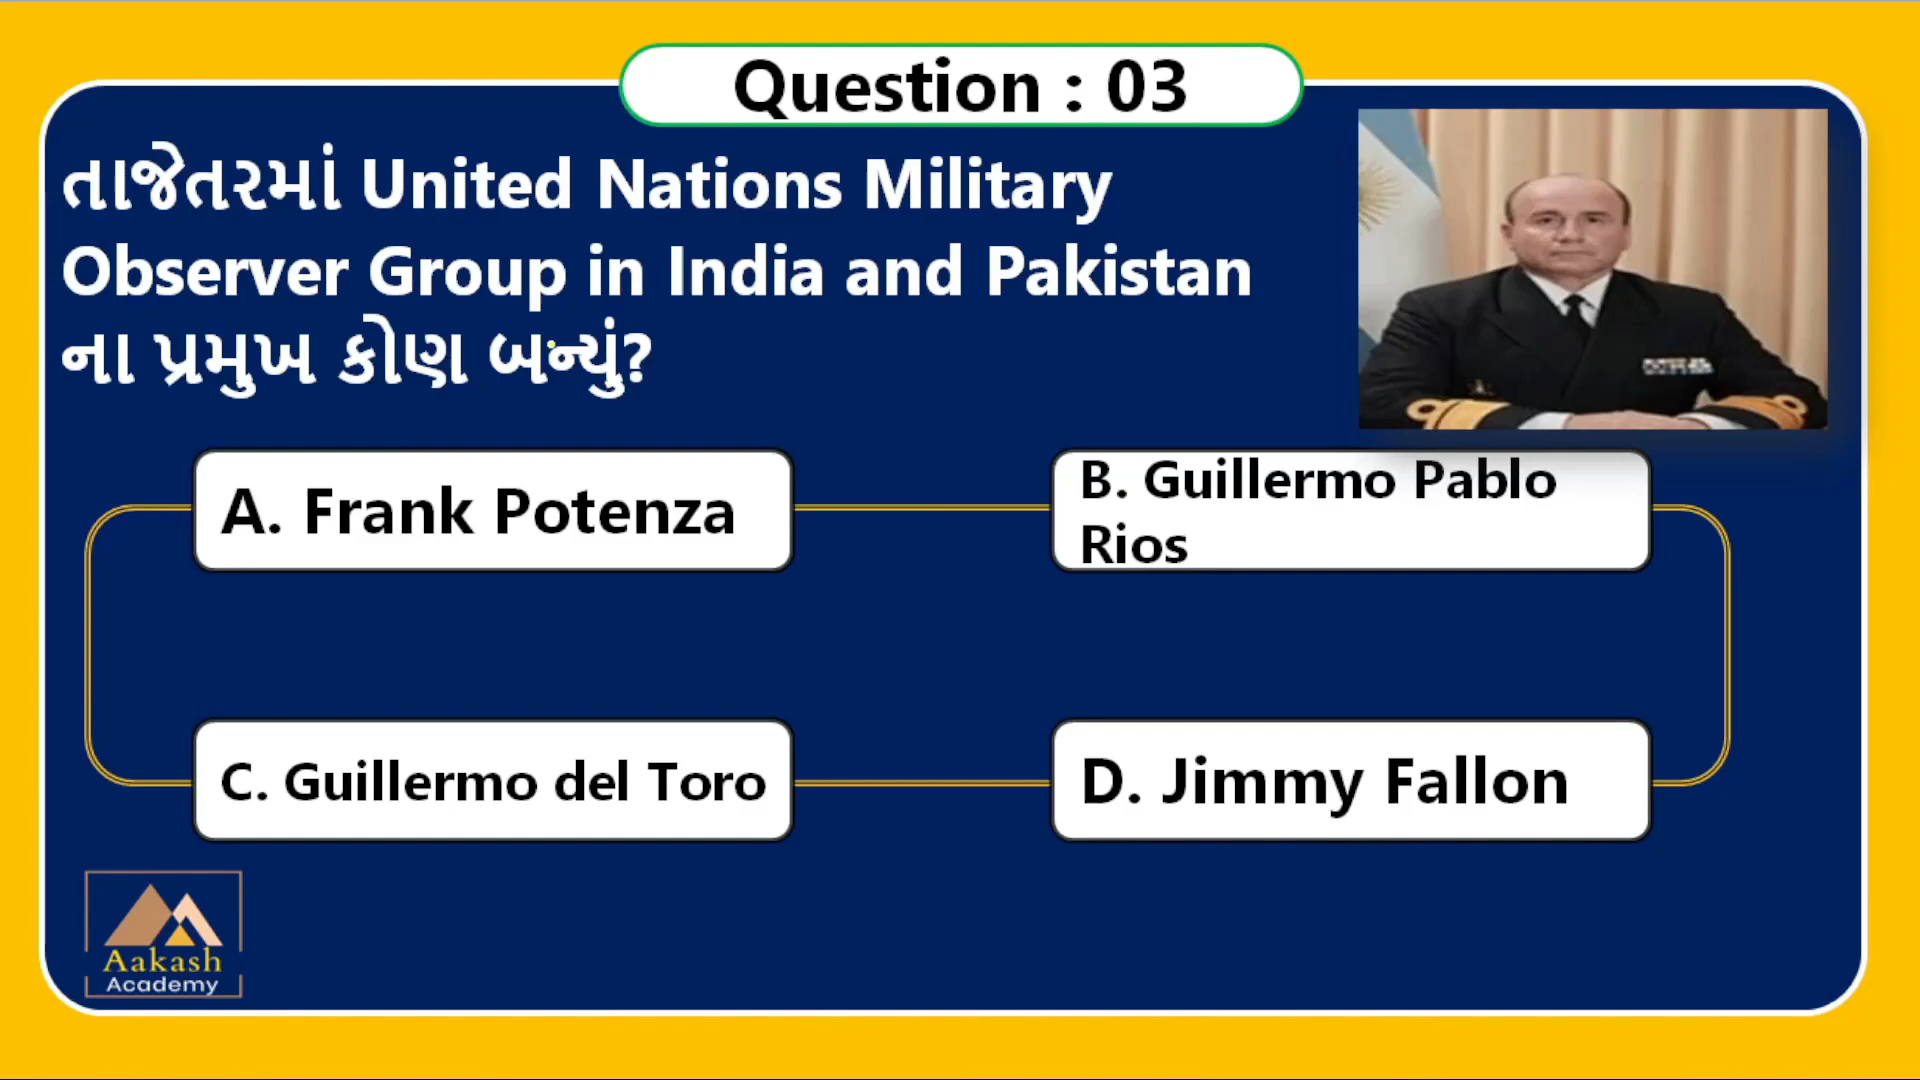 Question : 03
તાજેતરમાં United Nations Military
Observer Group in India and Pakistan
ના પ્રમુખ કોણ બન્યું?
A. Frank Potenza
B. Guillermo Pablo
Rios
C. Guillermo del Toro
D. Jimmy Fallon
Aakash
Academy